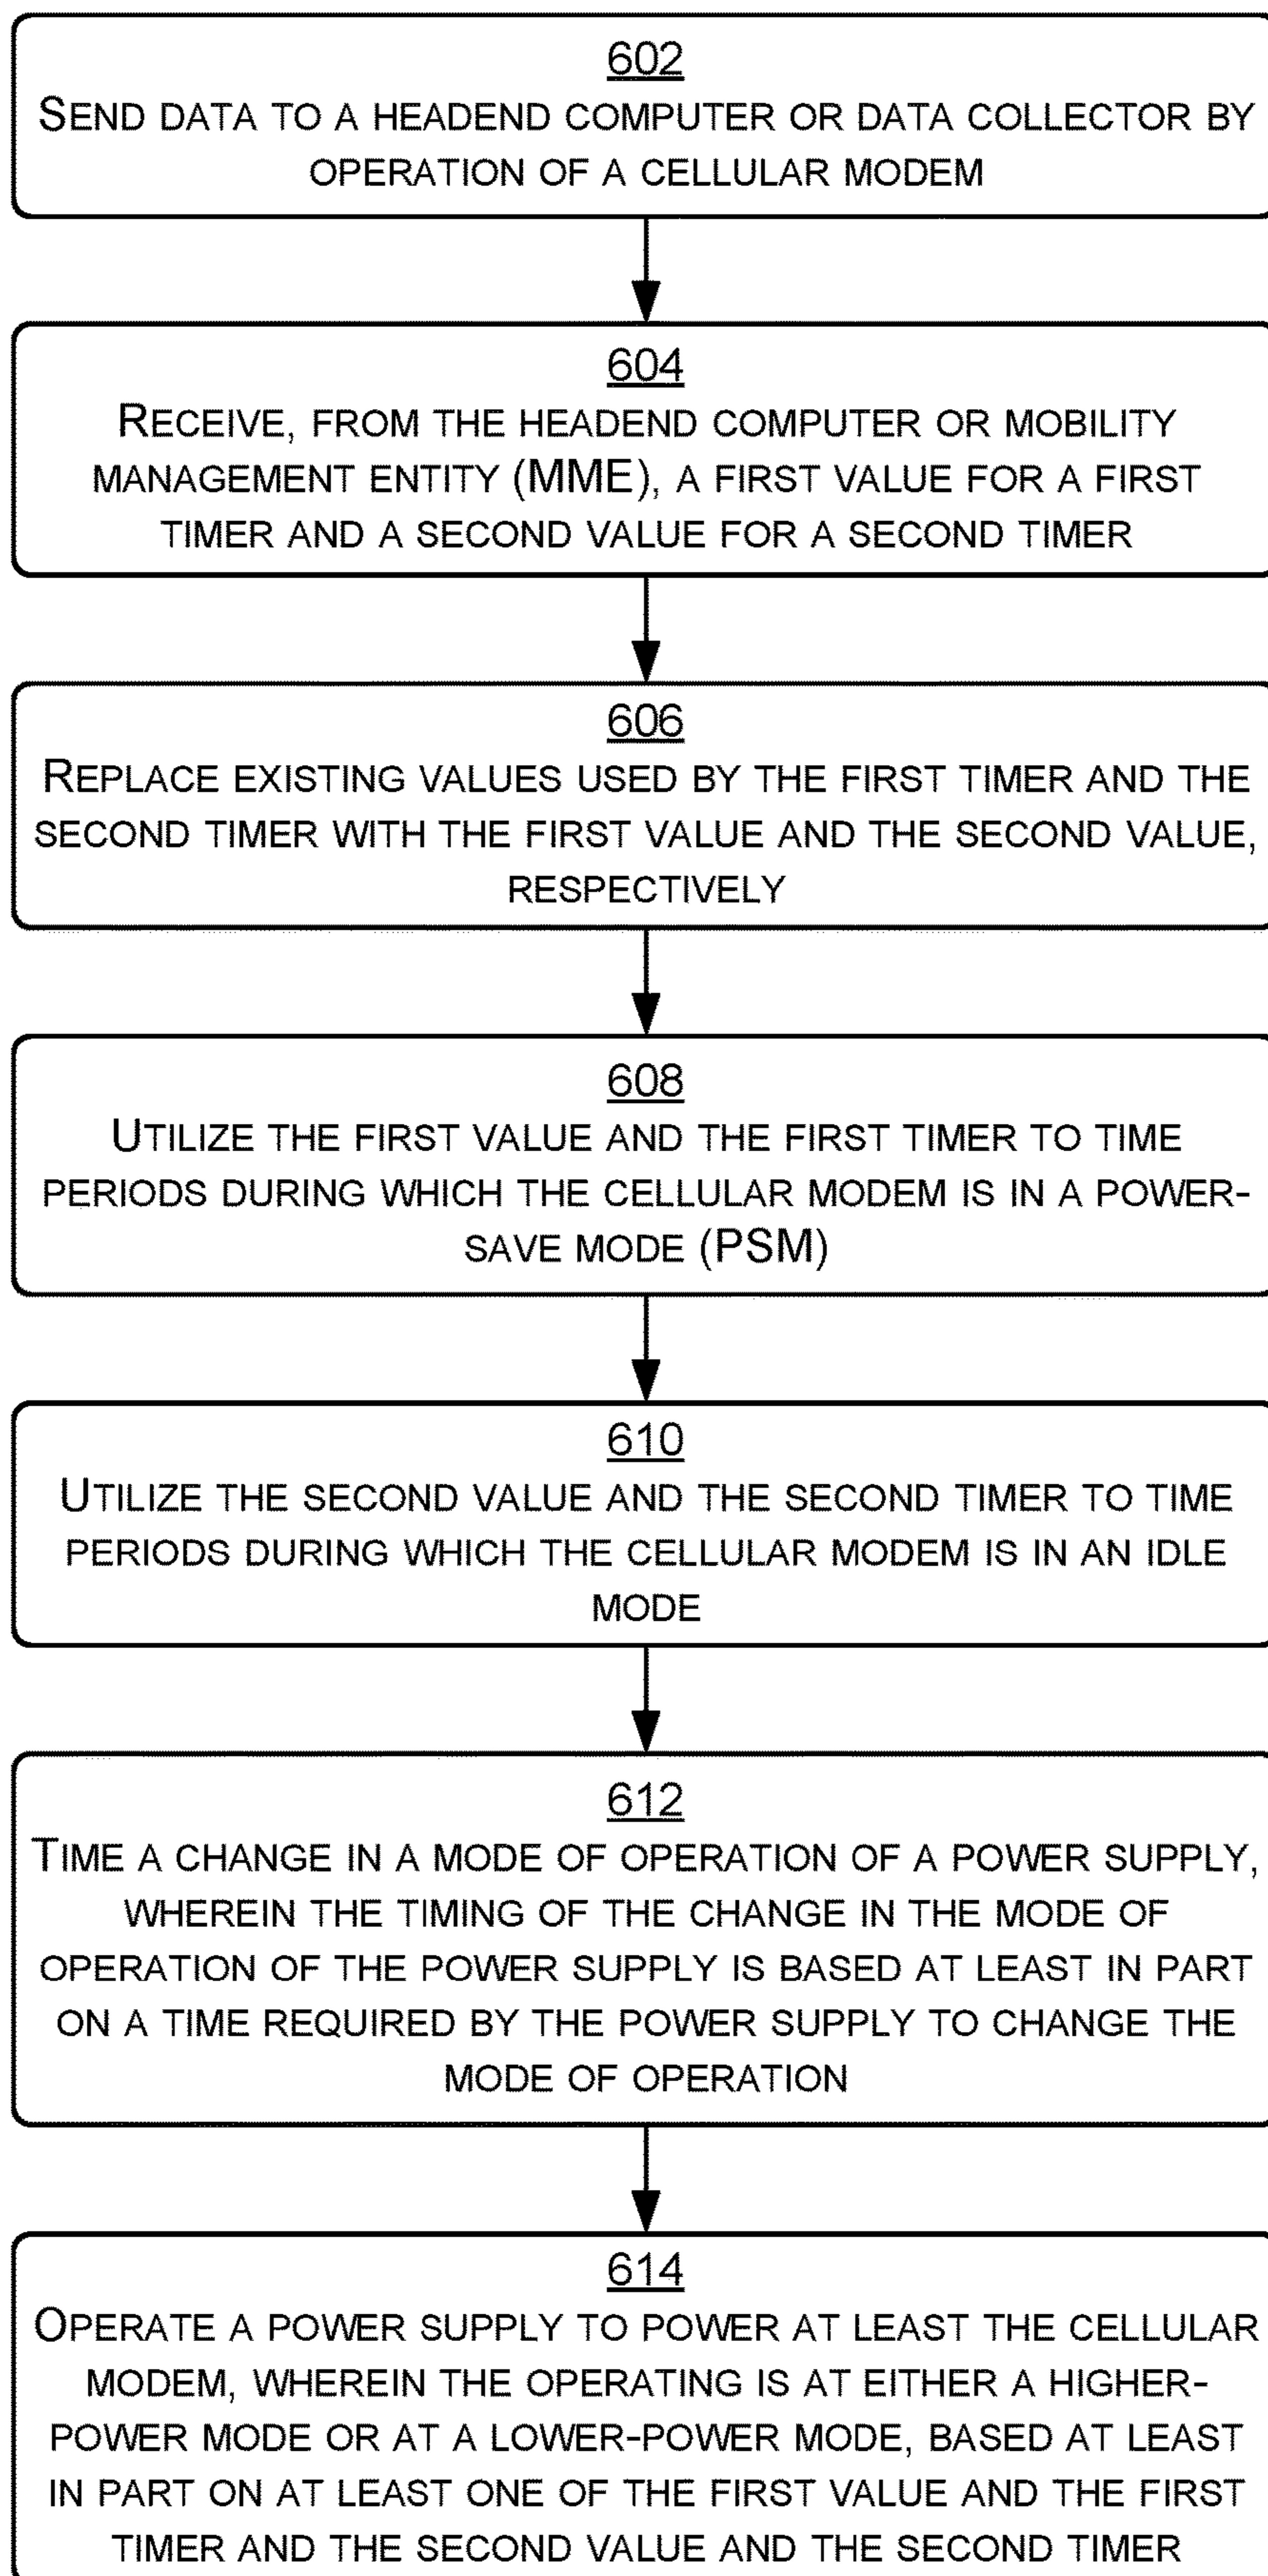 602
SEND DATA TO A HEADEND COMPUTER OR DATA COLLECTOR BY
OPERATION OF A CELLULAR MODEM
604
RECEIVE, FROM THE HEADEND COMPUTER OR MOBILITY
MANAGEMENT ENTITY (MME), A FIRST VALUE FOR A FIRST
TIMER AND A SECOND VALUE FOR A SECOND TIMER
606
REPLACE EXISTING VALUES USED BY THE FIRST TIMER AND THE
SECOND TIMER WITH THE FIRST VALUE AND THE SECOND VALUE,
RESPECTIVELY
608
UTILIZE THE FIRST VALUE AND THE FIRST TIMER TO TIME
PERIODS DURING WHICH THE CELLULAR MODEM IS IN A POWER-
SAVE MODE (PSM)
610
UTILIZE THE SECOND VALUE AND THE SECOND TIMER TO TIME
PERIODS DURING WHICH THE CELLULAR MODEM IS IN AN IDLE
MODE
612
TIME A CHANGE IN A MODE OF OPERATION OF A POWER SUPPLY,
WHEREIN THE TIMING OF THE CHANGE IN THE MODE OF
OPERATION OF THE POWER SUPPLY IS BASED AT LEAST IN PART
ON A TIME REQUIRED BY THE POWER SUPPLY TO CHANGE THE
MODE OF OPERATION
614
OPERATE A POWER SUPPLY TO POWER AT LEAST THE CELLULAR
MODEM, WHEREIN THE OPERATING IS AT EITHER A HIGHER-
POWER MODE OR AT A LOWER-POWER MODE, BASED AT LEAST
IN PART ON AT LEAST ONE OF THE FIRST VALUE AND THE FIRST
TIMER AND THE SECOND VALUE AND THE SECOND TIMER